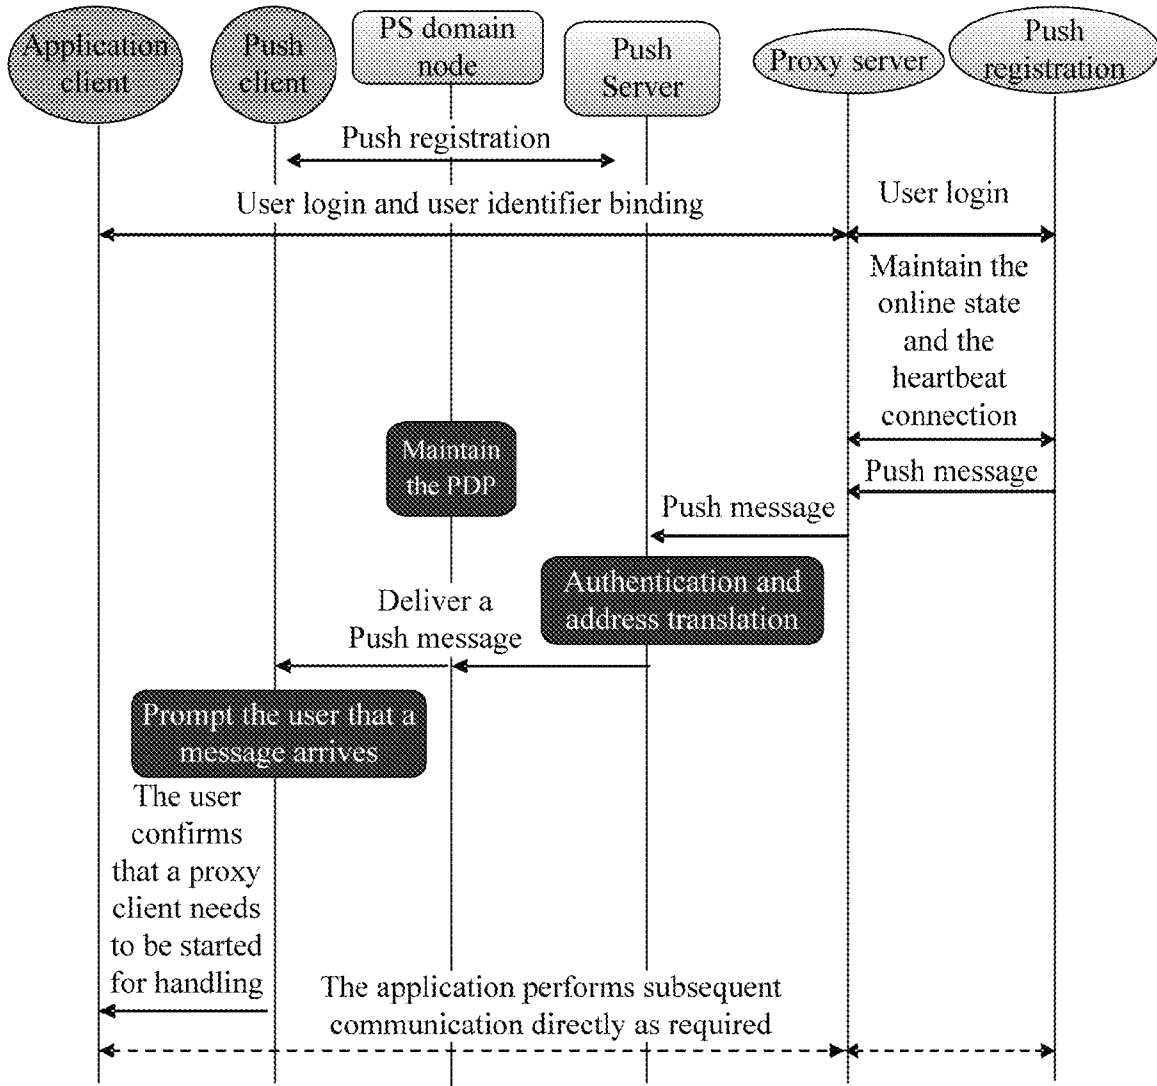 Application
client
Push
client
PS domain
node
Push
Server
Proxy server
Push
registration
Push registration
User login and user identifier binding
User login
Maintain the
online state
and the
heartbeat
connection
Maintain
the PDP
Push message
Push message
Authentication and
address translation
Deliver a
Push message
Prompt the user that a
message arrives
The user
confirms
that a proxy
client needs
to be started
for handling
The application performs subsequent
communication directly as required